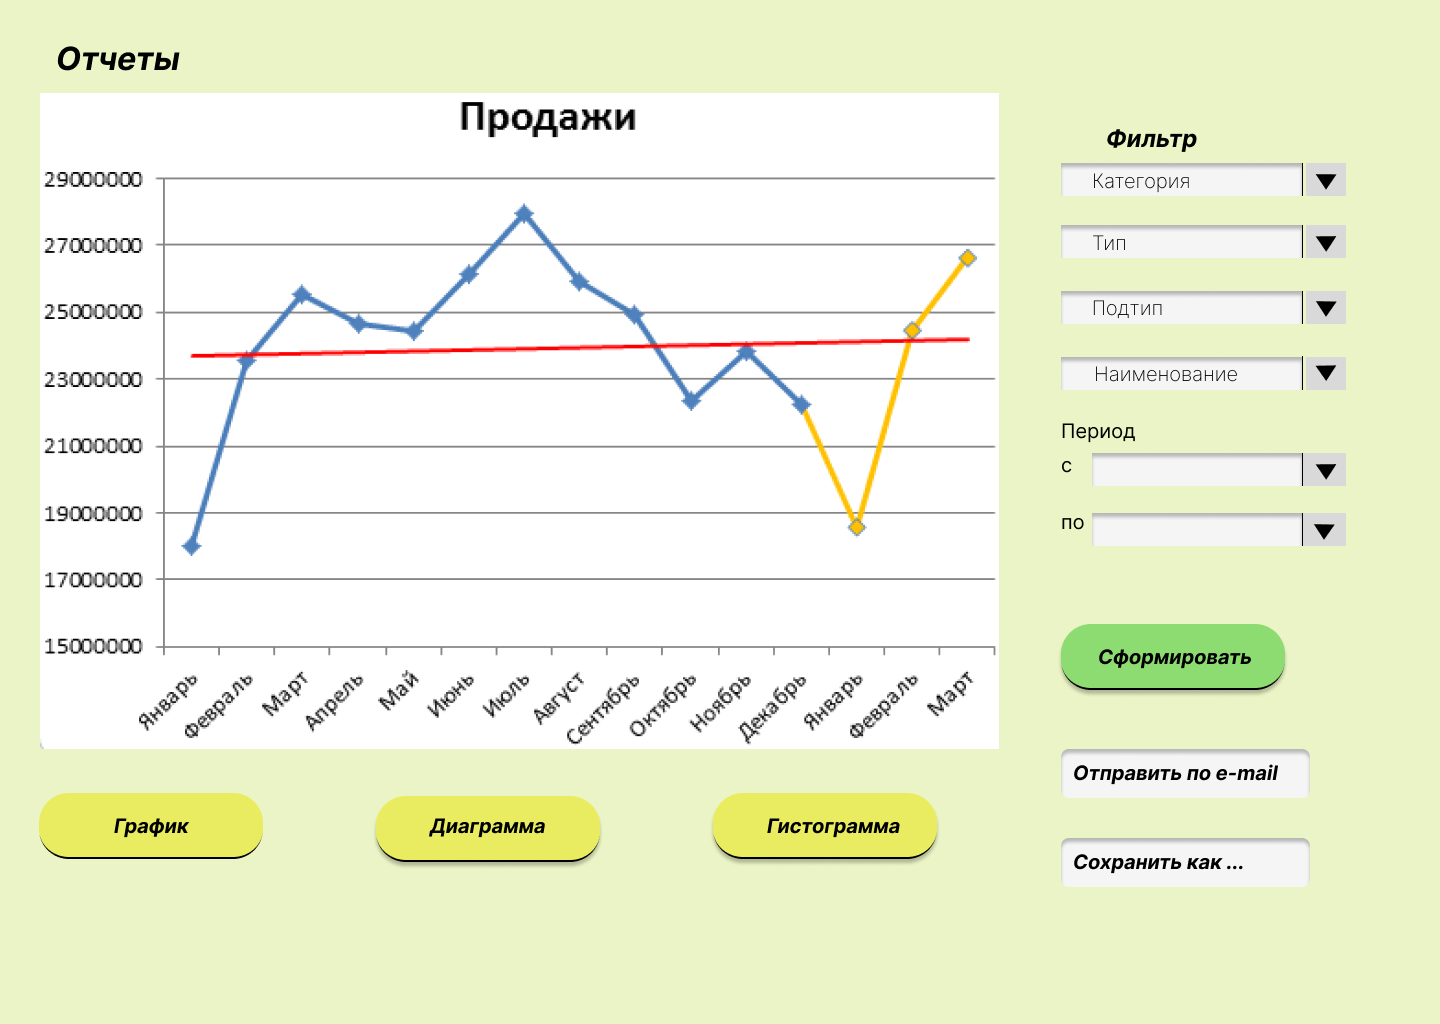 Отчеты
Продажи
29000000
27000000
25000000
23000000
21000000
19000000
17000000
15000000
Январь
Февраль
Март
Апрель
Май
Июнь
Июль
Август
Сентябрь
Октябрь
Ноябрь
Декабрь
Январь
Февраль
Март
График
Диаграмма
Гистограмма
Фильтр
Категория
Тип
Подтип
Наименование
Период
с
по
Сформировать
Отправить по e-mail
Сохранить как ...